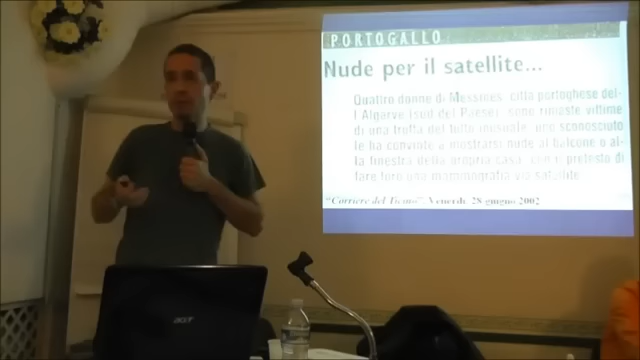 PORTOGALLO
Nude per il satellite...
Quattro donne di Messines, città portoghese del-
l'Algarve (sud del Paese), sono rimaste vittime
di una truffa del tutto inusuale: uno sconosciuto
le ha convinte a mostrarsi nude al balcone o al-
la finestra della propria casa, con il pretesto di
fare loro una mammografia via satellite.
"Corriere del Ticino", Venerdì, 28 giugno 2002
acer